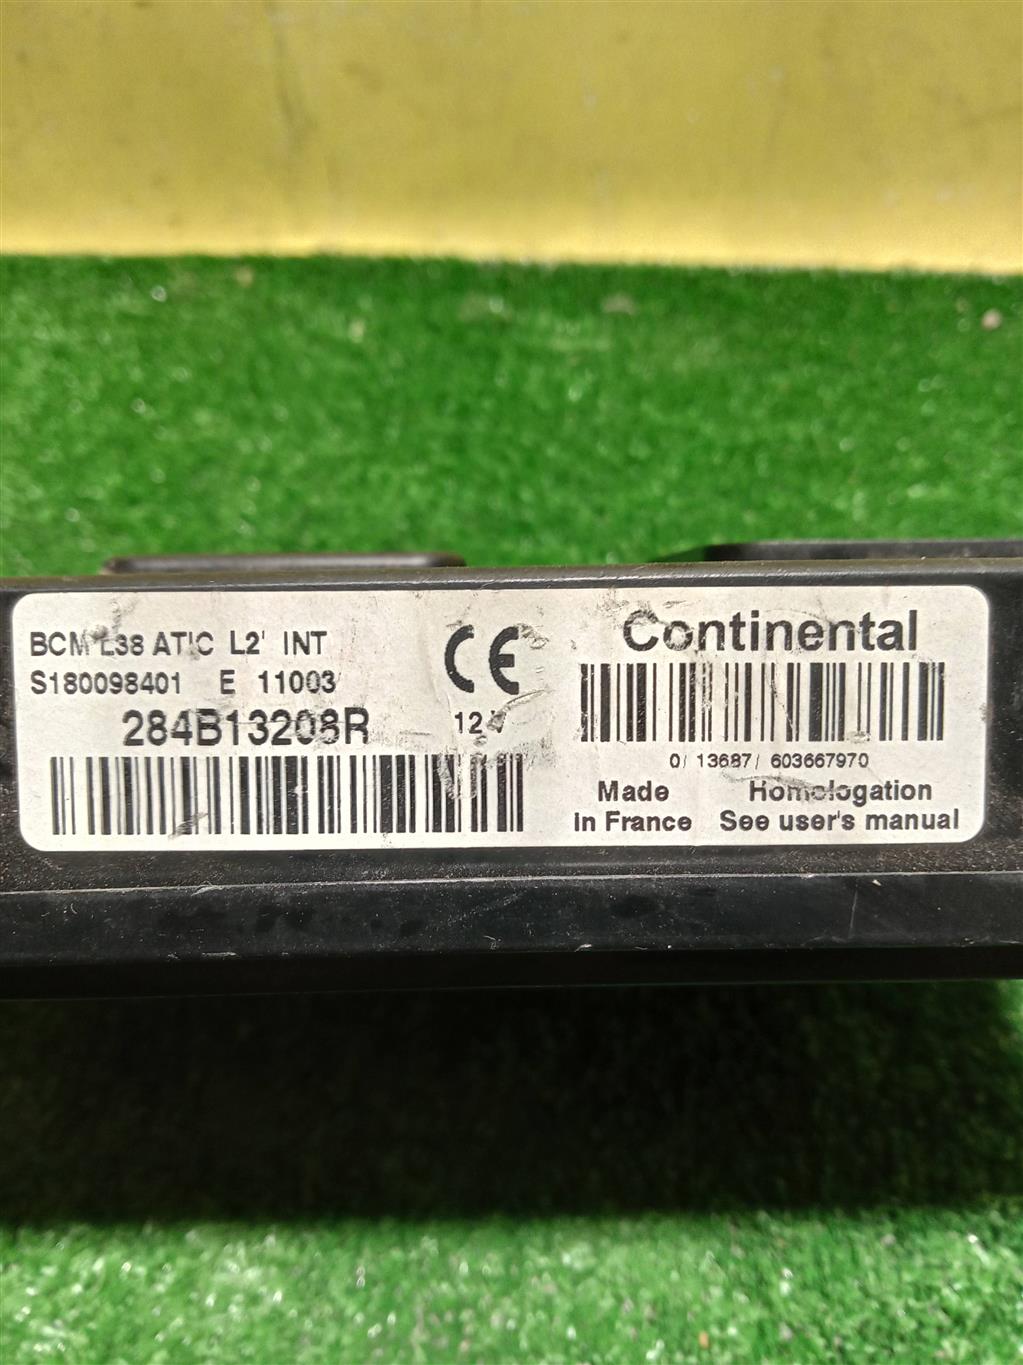 BCM L38 ATIC L2' INT
S180098401 E 11003
284B13208R
CE
12V
Continental
0/ 13687/ 603667970
Made in France
Homologation
See user's manual